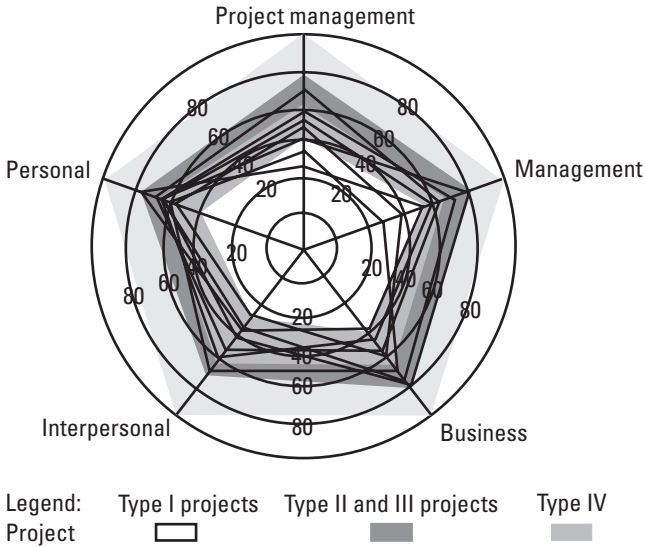 Project management
80 80
60 60
40 40
20 20
Personal Management
20 20
40 40
60 60
80 80
20
40
60
80
Interpersonal Business
Legend: Type I projects Type II and III projects Type IV
Project